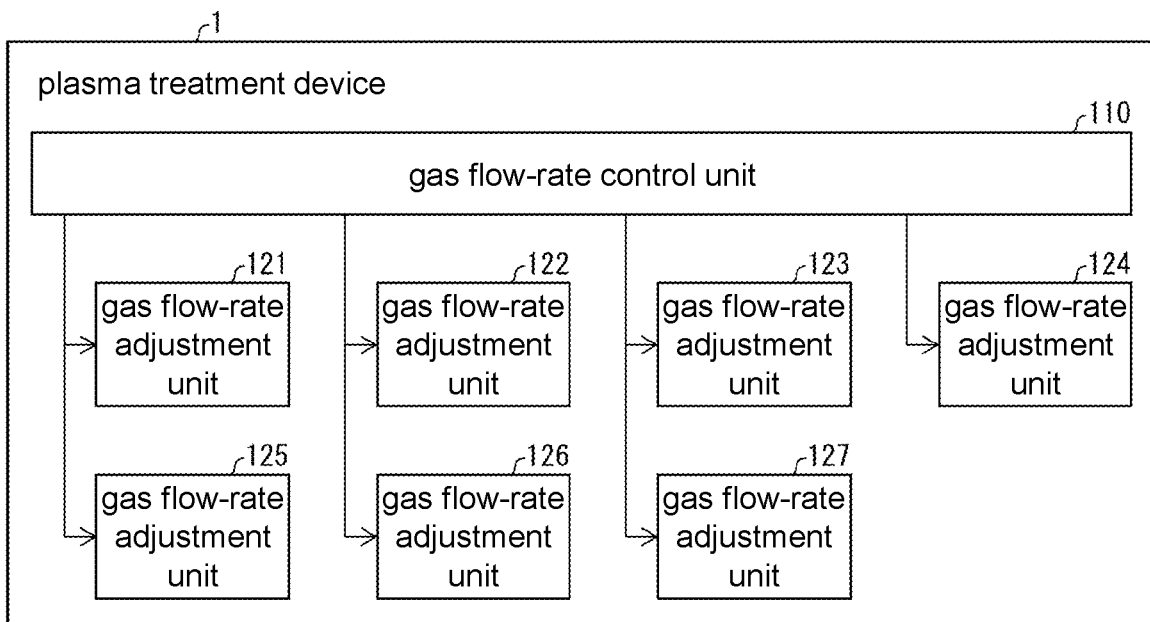 1
plasma treatment device
110
gas flow-rate control unit
121
gas flow-rate
adjustment
unit
122
gas flow-rate
adjustment
unit
123
gas flow-rate
adjustment
unit
124
gas flow-rate
adjustment
unit
125
gas flow-rate
adjustment
unit
126
gas flow-rate
adjustment
unit
127
gas flow-rate
adjustment
unit